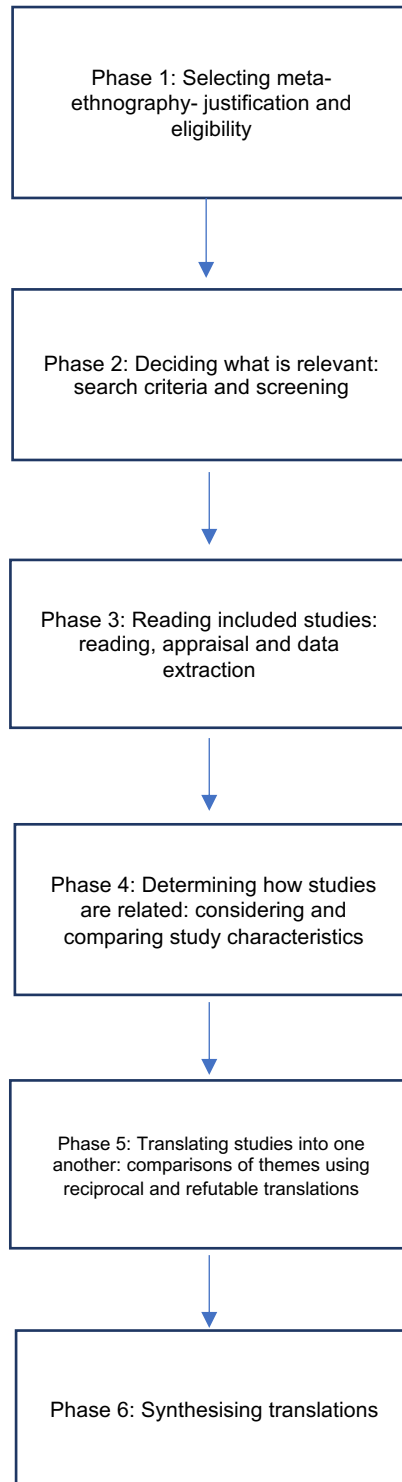 Phase 1: Selecting meta-
ethnography- justification and
eligibility
Phase 2: Deciding what is relevant:
search criteria and screening
Phase 3: Reading included studies:
reading, appraisal and data
extraction
Phase 4: Determining how studies
are related: considering and
comparing study characteristics
Phase 5: Translating studies into one
another: comparisons of themes using
reciprocal and refutable translations
Phase 6: Synthesising translations